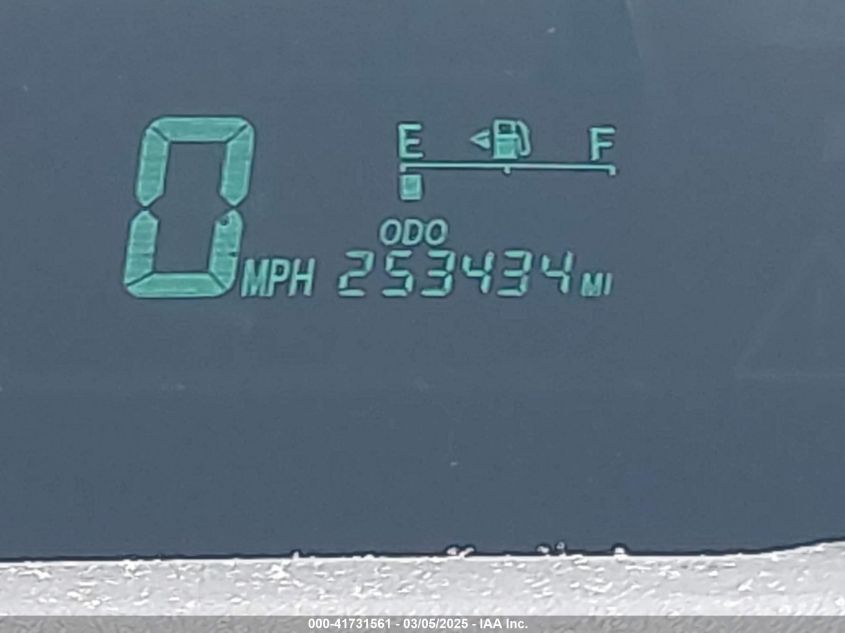 E F
ODO
0 MPH 253434 MI
000-41731561 - 03/05/2025 - IAA Inc.